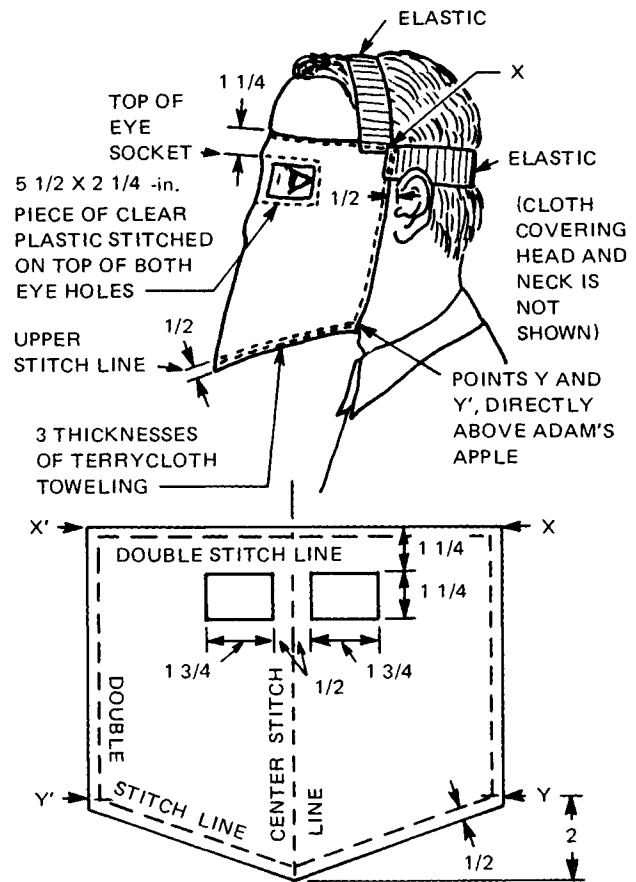 ELASTIC
X
1 1/4
TOP OF
EYE
SOCKET
ELASTIC
5 1/2 X 2 1/4 -in.
PIECE OF CLEAR
PLASTIC STITCHED
ON TOP OF BOTH
EYE HOLES
1/2
(CLOTH
COVERING
HEAD AND
NECK IS
NOT
SHOWN)
1/2
UPPER
STITCH LINE
POINTS Y AND
Y', DIRECTLY
ABOVE ADAM'S
APPLE
3 THICKNESSES
OF TERRYCLOTH
TOWELING
X'
X
DOUBLE STITCH LINE
1 1/4
1 1/4
1 3/4
1/2
1 3/4
DOUBLE
STITCH LINE
CENTER STITCH
LINE
Y'
Y
1/2
2